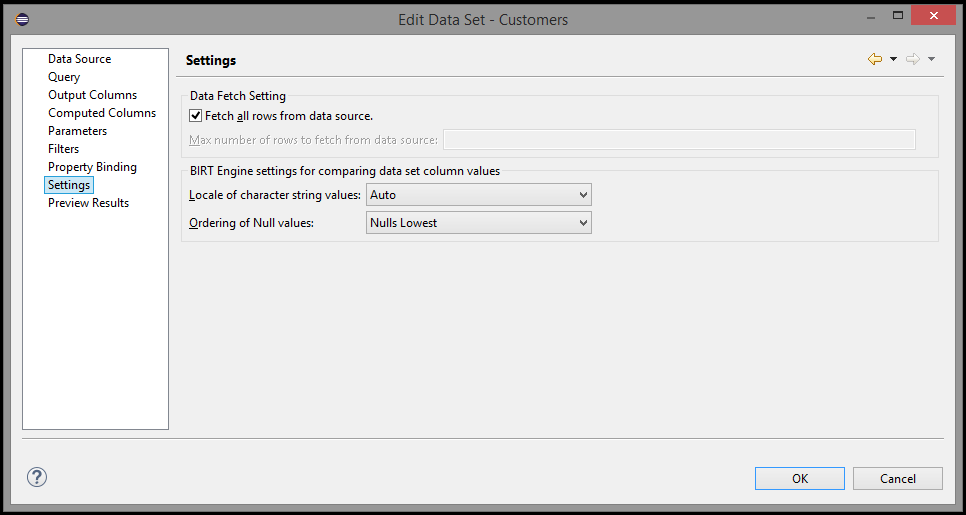 Edit Data Set - Customers
Data Source
Query
Output Columns
Computed Columns
Parameters
Filters
Property Binding
Settings
Preview Results
Settings
Data Fetch Setting
Fetch all rows from data source.
Max number of rows to fetch from data source:
BIRT Engine settings for comparing data set column values
Locale of character string values: Auto
Ordering of Null values: Nulls Lowest
?
OK Cancel